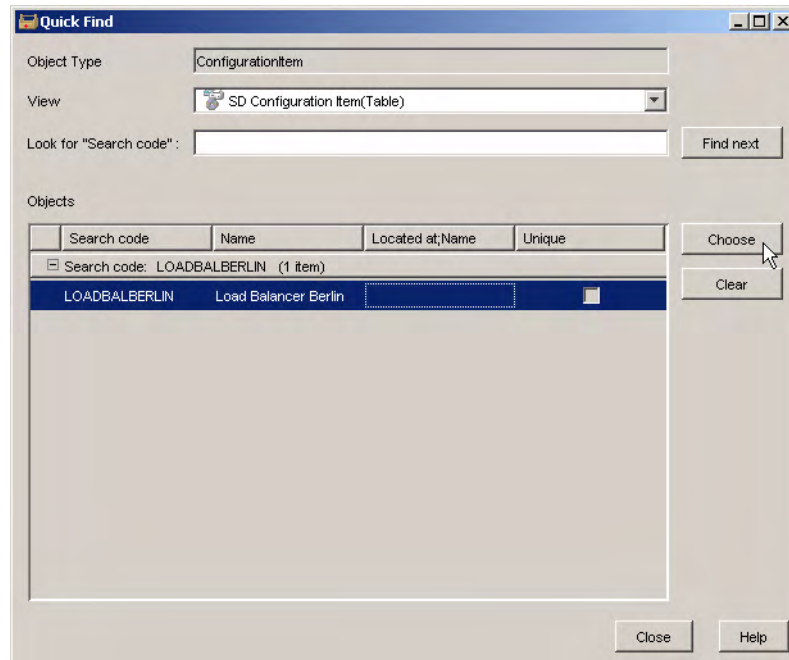 Quick Find
Object Type ConfigurationItem
View SD Configuration Item(Table)
Look for "Search code" : Find next
Objects
Search code Name Located at;Name Unique Choose
Search code: LOADBALBERLIN (1 item)
LOADBALBERLIN Load Balancer Berlin Clear
Close Help